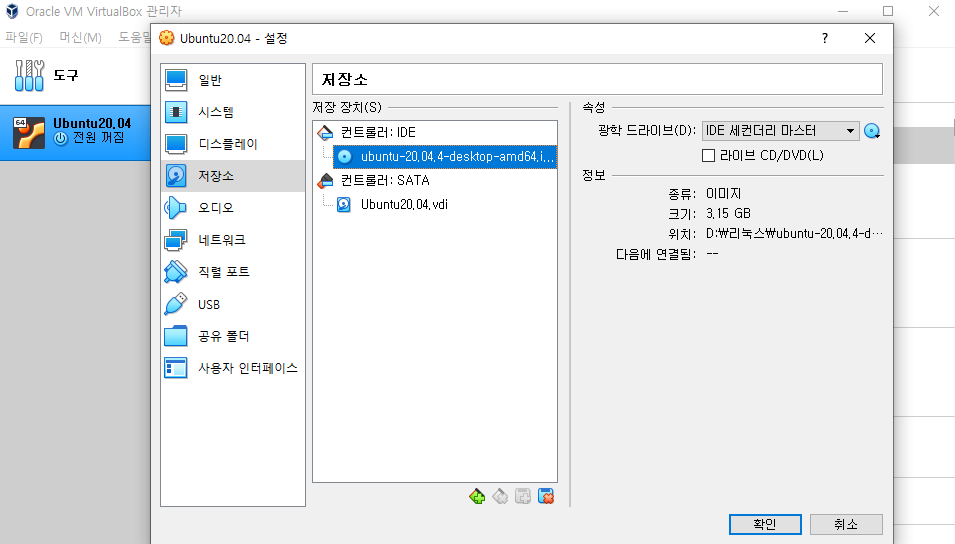 Oracle VM VirtualBox 관리자
파일(F) 머신(M) 도움말
도구
64
Ubuntu20.04
전원 꺼짐
Ubuntu20.04 - 설정
?
일반
시스템
디스플레이
저장소
오디오
네트워크
직렬 포트
USB
공유 폴더
사용자 인터페이스
저장소
저장 장치(S)
컨트롤러: IDE
ubuntu-20.04.4-desktop-amd64.i...
컨트롤러: SATA
Ubuntu20.04.vdi
속성
광학 드라이브(D): IDE 세컨더리 마스터
라이브 CD/DVD(L)
정보
종류: 이미지
크기: 3.15 GB
위치: D:₩리눅스₩ubuntu-20.04.4-d...
다음에 연결됨: --
확인 취소